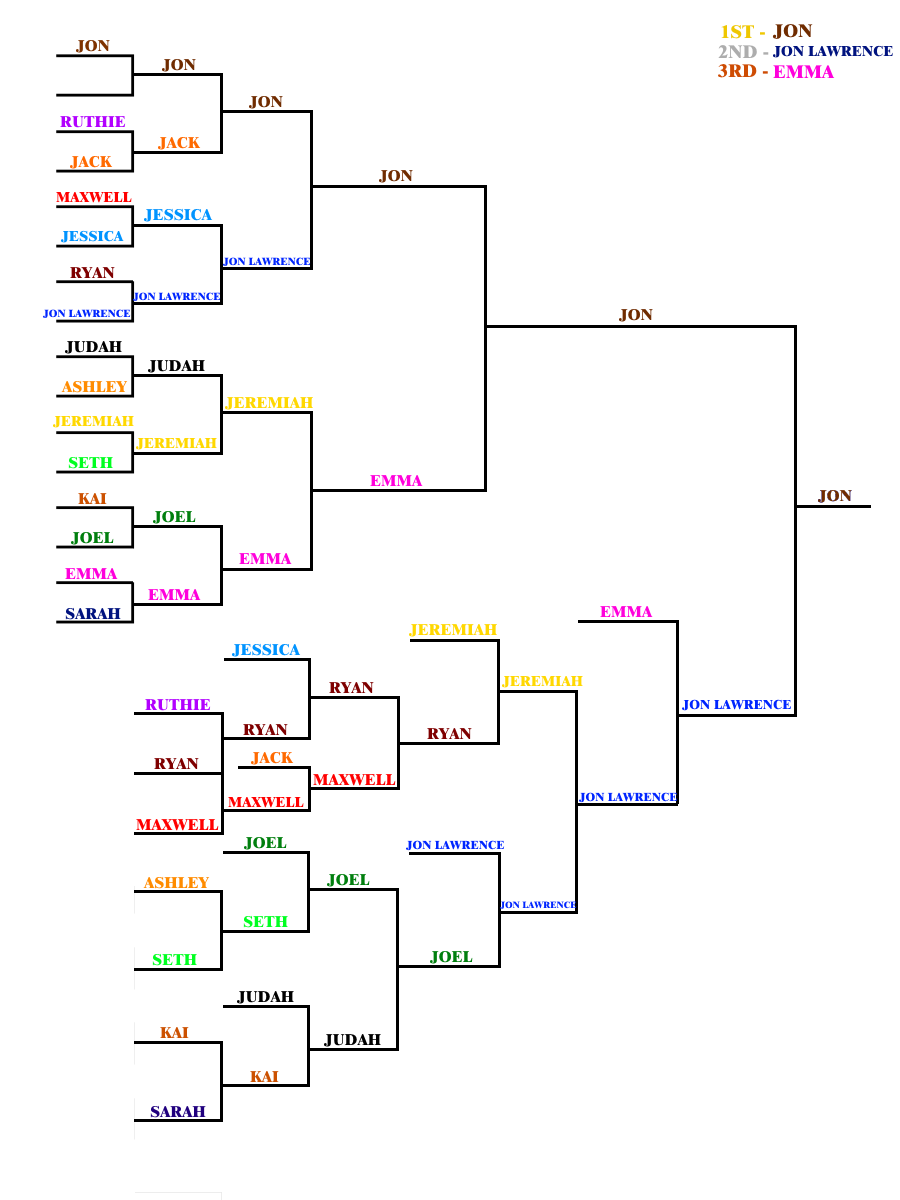 1ST - JON
2ND - JON LAWRENCE
3RD - EMMA
JON
JON
JON
RUTHIE
JACK
JACK
JON
MAXWELL
JESSICA
JESSICA
JON LAWRENCE
RYAN
JON LAWRENCE
JON LAWRENCE
JON
JUDAH
JUDAH
ASHLEY
JEREMIAH
JEREMIAH
JEREMIAH
SETH
EMMA
KAI
JOEL
JOEL
JON
EMMA
EMMA
EMMA
SARAH
JEREMIAH
EMMA
JESSICA
RYAN
JEREMIAH
RUTHIE
JON LAWRENCE
RYAN
RYAN
RYAN
JACK
MAXWELL
MAXWELL
JON LAWRENCE
MAXWELL
JOEL
JON LAWRENCE
ASHLEY
JOEL
JON LAWRENCE
SETH
SETH
JOEL
JUDAH
KAI
JUDAH
KAI
SARAH